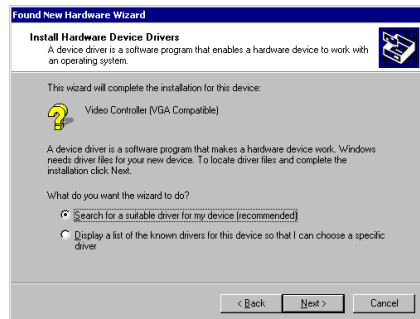 Found New Hardware Wizard
Install Hardware Device Drivers
A device driver is a software program that enables a hardware device to work with
an operating system.
This wizard will complete the installation for this device:
Video Controller (VGA Compatible)
A device driver is a software program that makes a hardware device work. Windows
needs driver files for your new device. To locate driver files and complete the
installation click Next.
What do you want the wizard to do?
Search for a suitable driver for my device (recommended)
Display a list of the known drivers for this device so that I can choose a specific
driver
< Back Next > Cancel